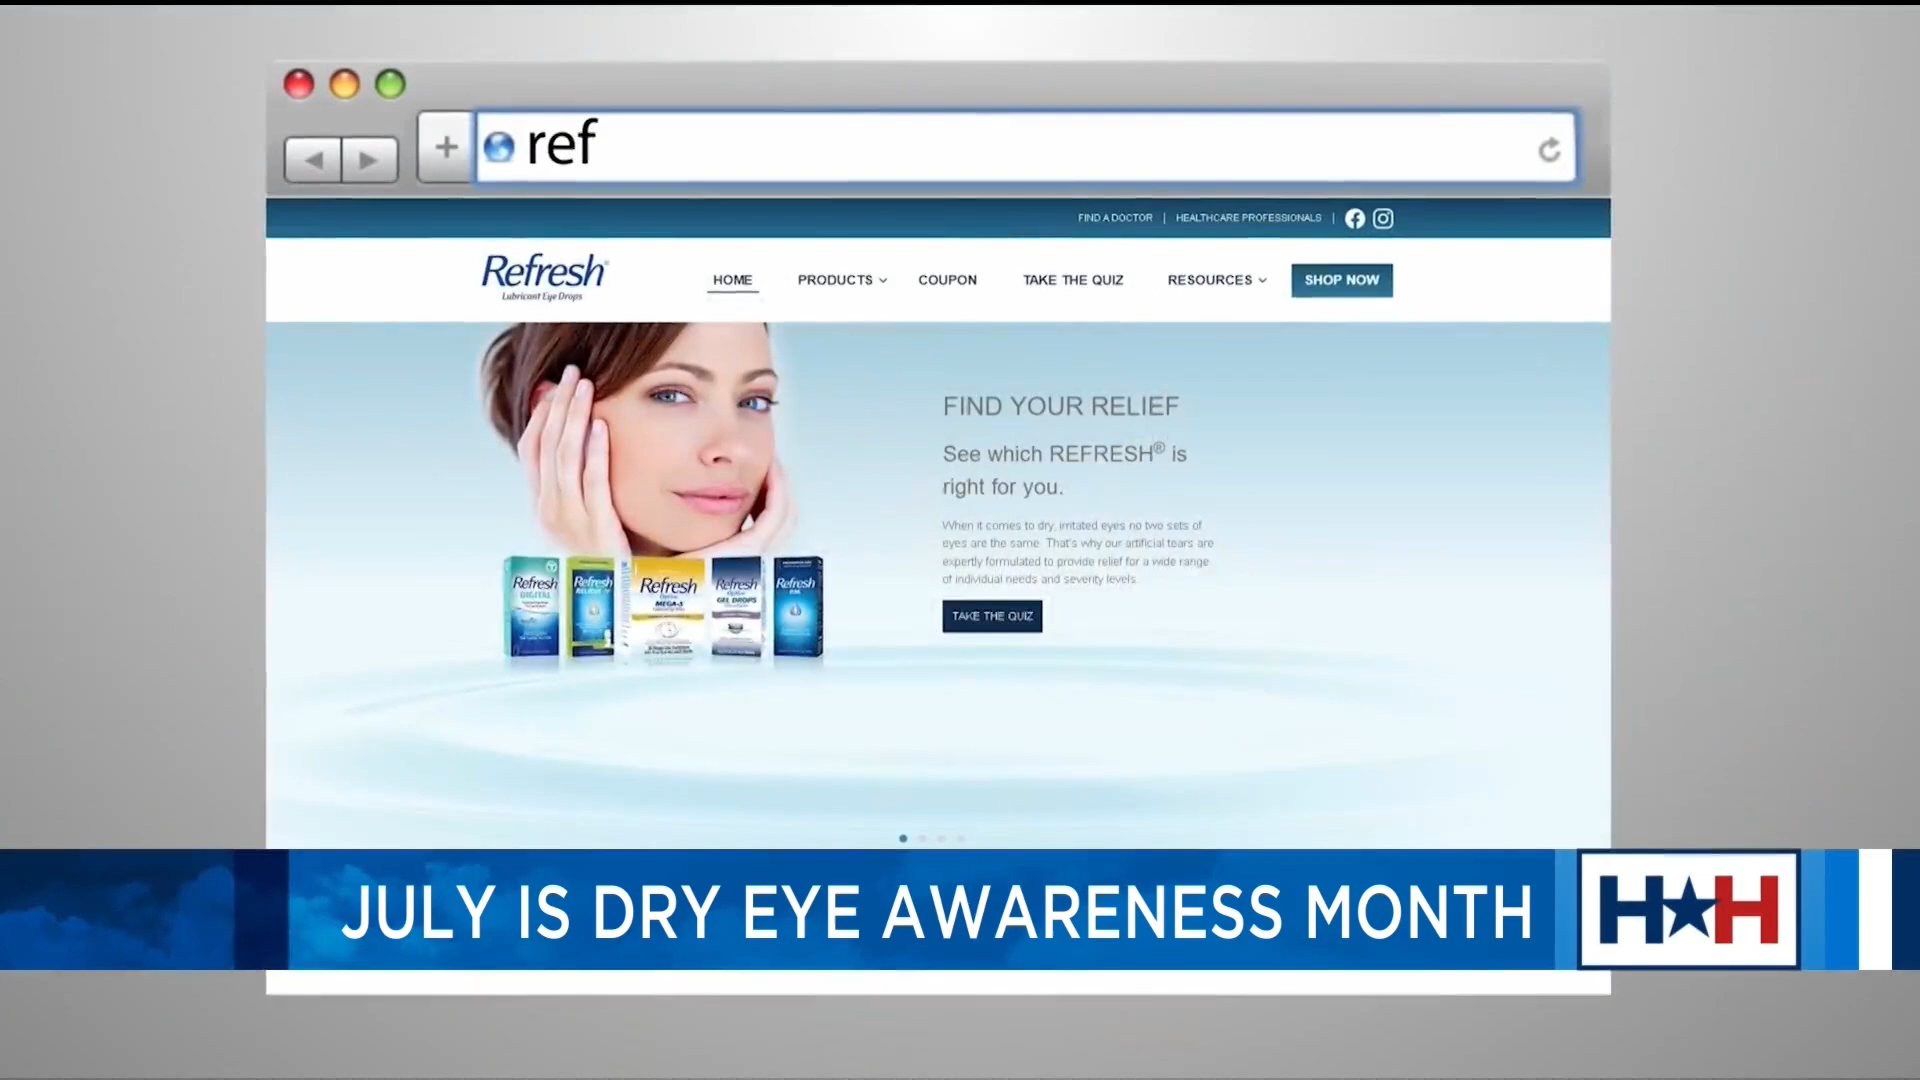 ref
FIND A DOCTOR | HEALTHCARE PROFESSIONALS |
Refresh®
Lubricant Eye Drops
HOME PRODUCTS COUPON TAKE THE QUIZ RESOURCES SHOP NOW
FIND YOUR RELIEF
See which REFRESH® is
right for you.
When it comes to dry, irritated eyes no two sets of
eyes are the same. That's why our artificial tears are
expertly formulated to provide relief for a wide range
of individual needs and severity levels.
TAKE THE QUIZ
Refresh Refresh Refresh Refresh Refresh
DIGITAL RELIEVA OPTIVE MEGA-3 GEL DROPS P.M.
JULY IS DRY EYE AWARENESS MONTH
H★H